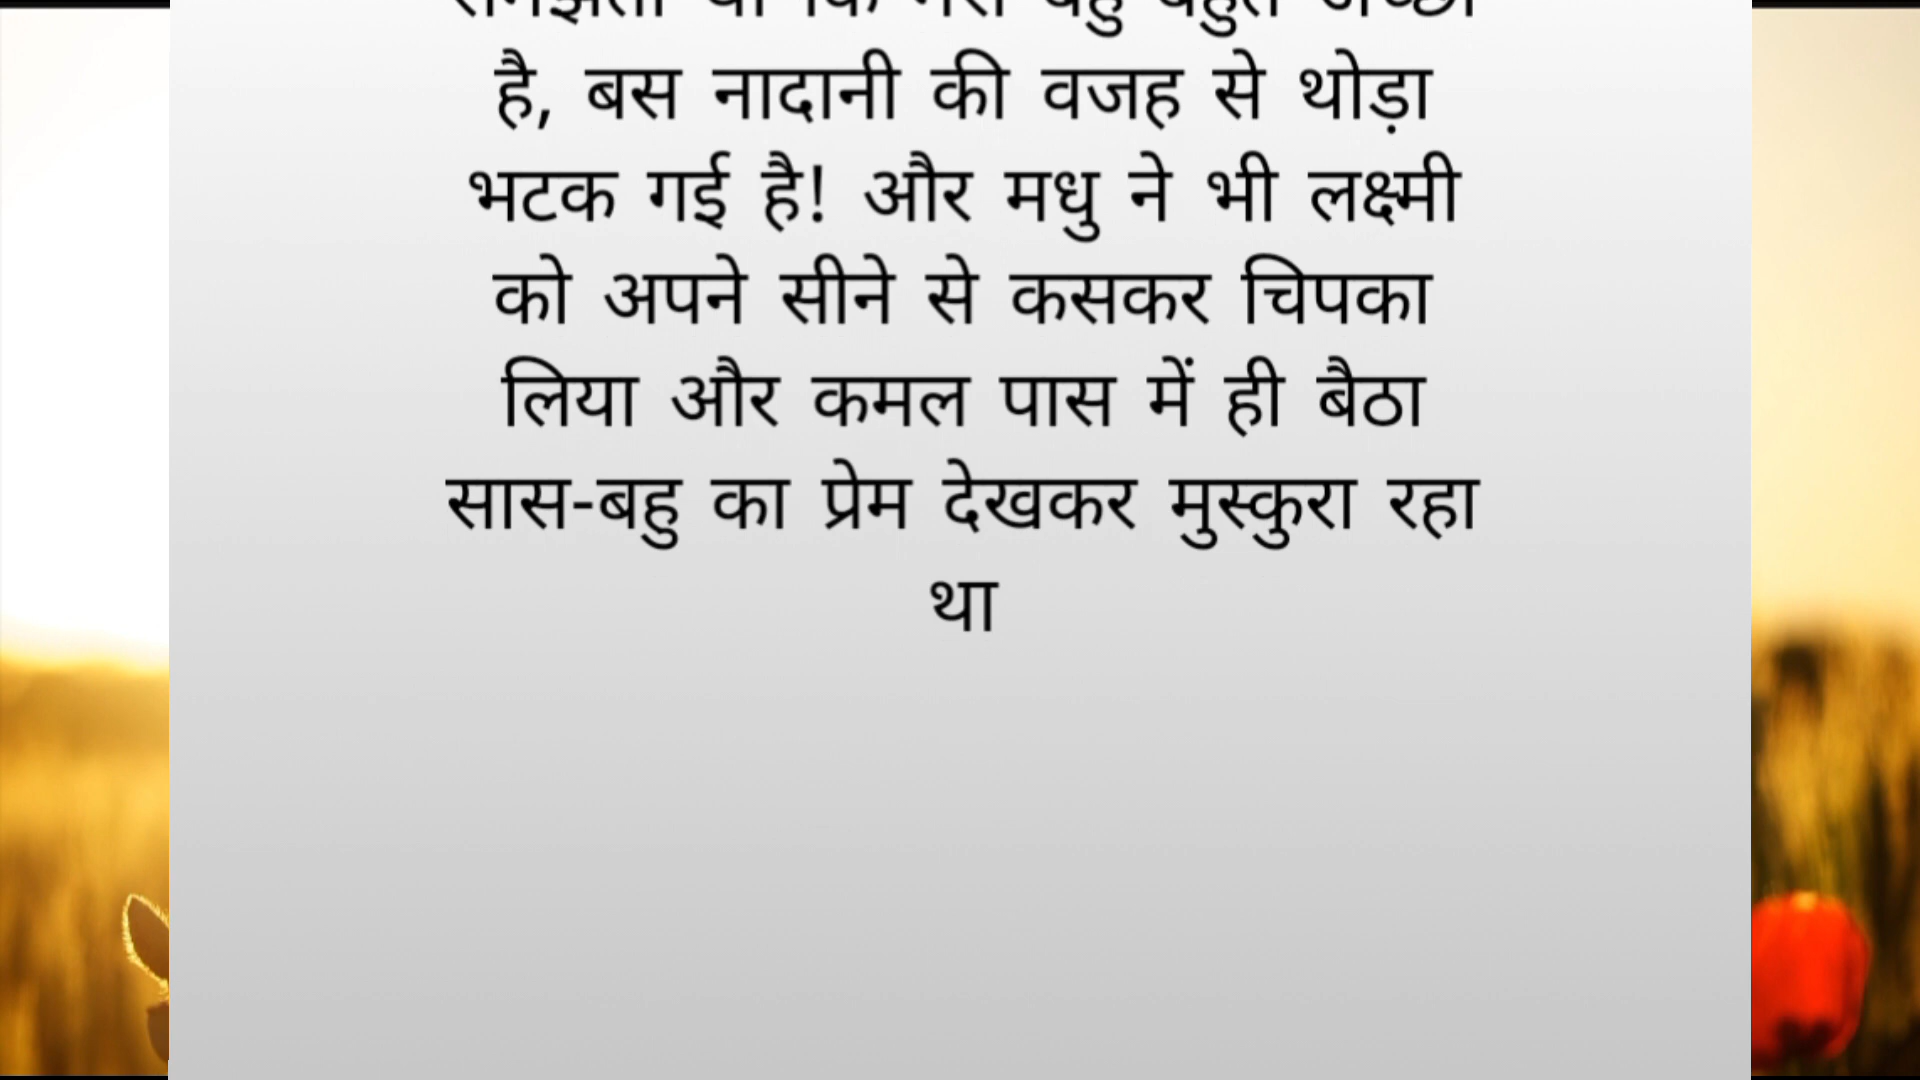 है, बस नादानी की वजह से थोड़ा
भटक गई है! और मधु ने भी लक्ष्मी
को अपने सीने से कसकर चिपका
लिया और कमल पास में ही बैठा
सास-बहु का प्रेम देखकर मुस्कुरा रहा
था